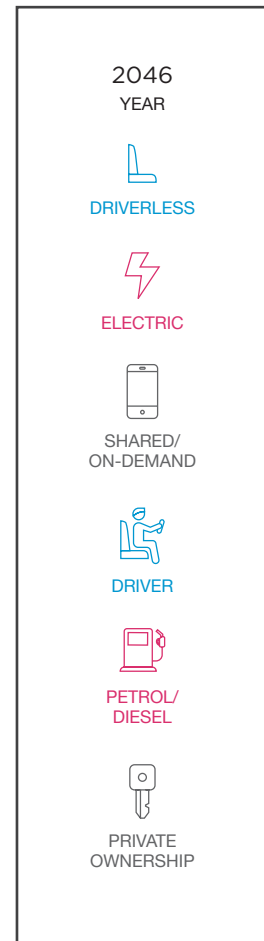 2046
YEAR
DRIVERLESS
ELECTRIC
SHARED/
ON-DEMAND
DRIVER
PETROL/
DIESEL
PRIVATE
OWNERSHIP